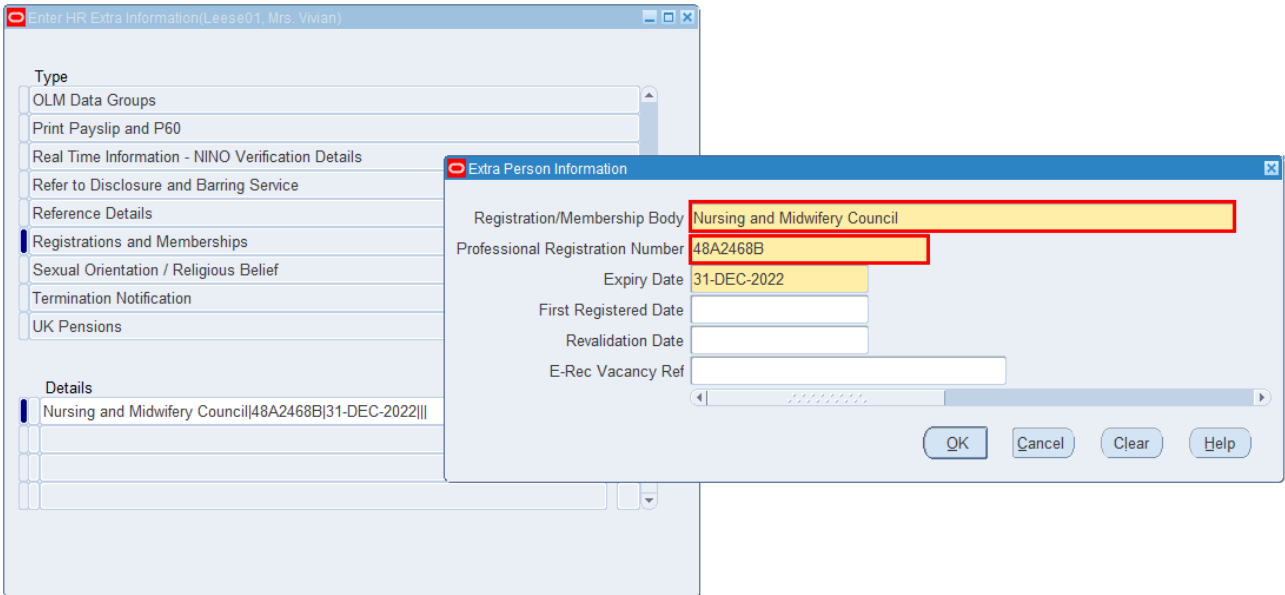 Enter HR Extra Information(Leese01, Mrs. Vivian)
Type
OLM Data Groups
Print Payslip and P60
Real Time Information - NINO Verification Details
Refer to Disclosure and Barring Service
Reference Details
Registrations and Memberships
Sexual Orientation / Religious Belief
Termination Notification
UK Pensions
Details
Nursing and Midwifery Council|48A2468B|31-DEC-2022|||
Extra Person Information
Registration/Membership Body Nursing and Midwifery Council
Professional Registration Number 48A2468B
Expiry Date 31-DEC-2022
First Registered Date
Revalidation Date
E-Rec Vacancy Ref
OK Cancel Clear Help